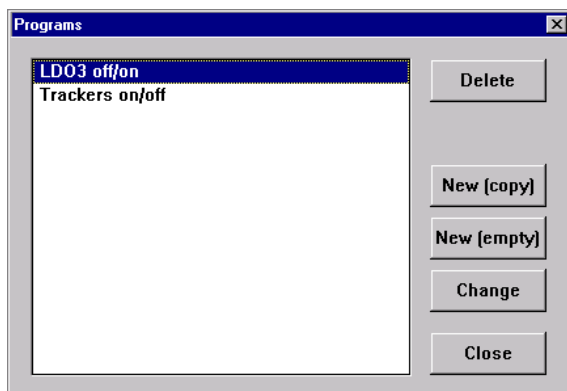 Programs
LDO3 off/on
Trackers on/off
Delete
New (copy)
New (empty)
Change
Close